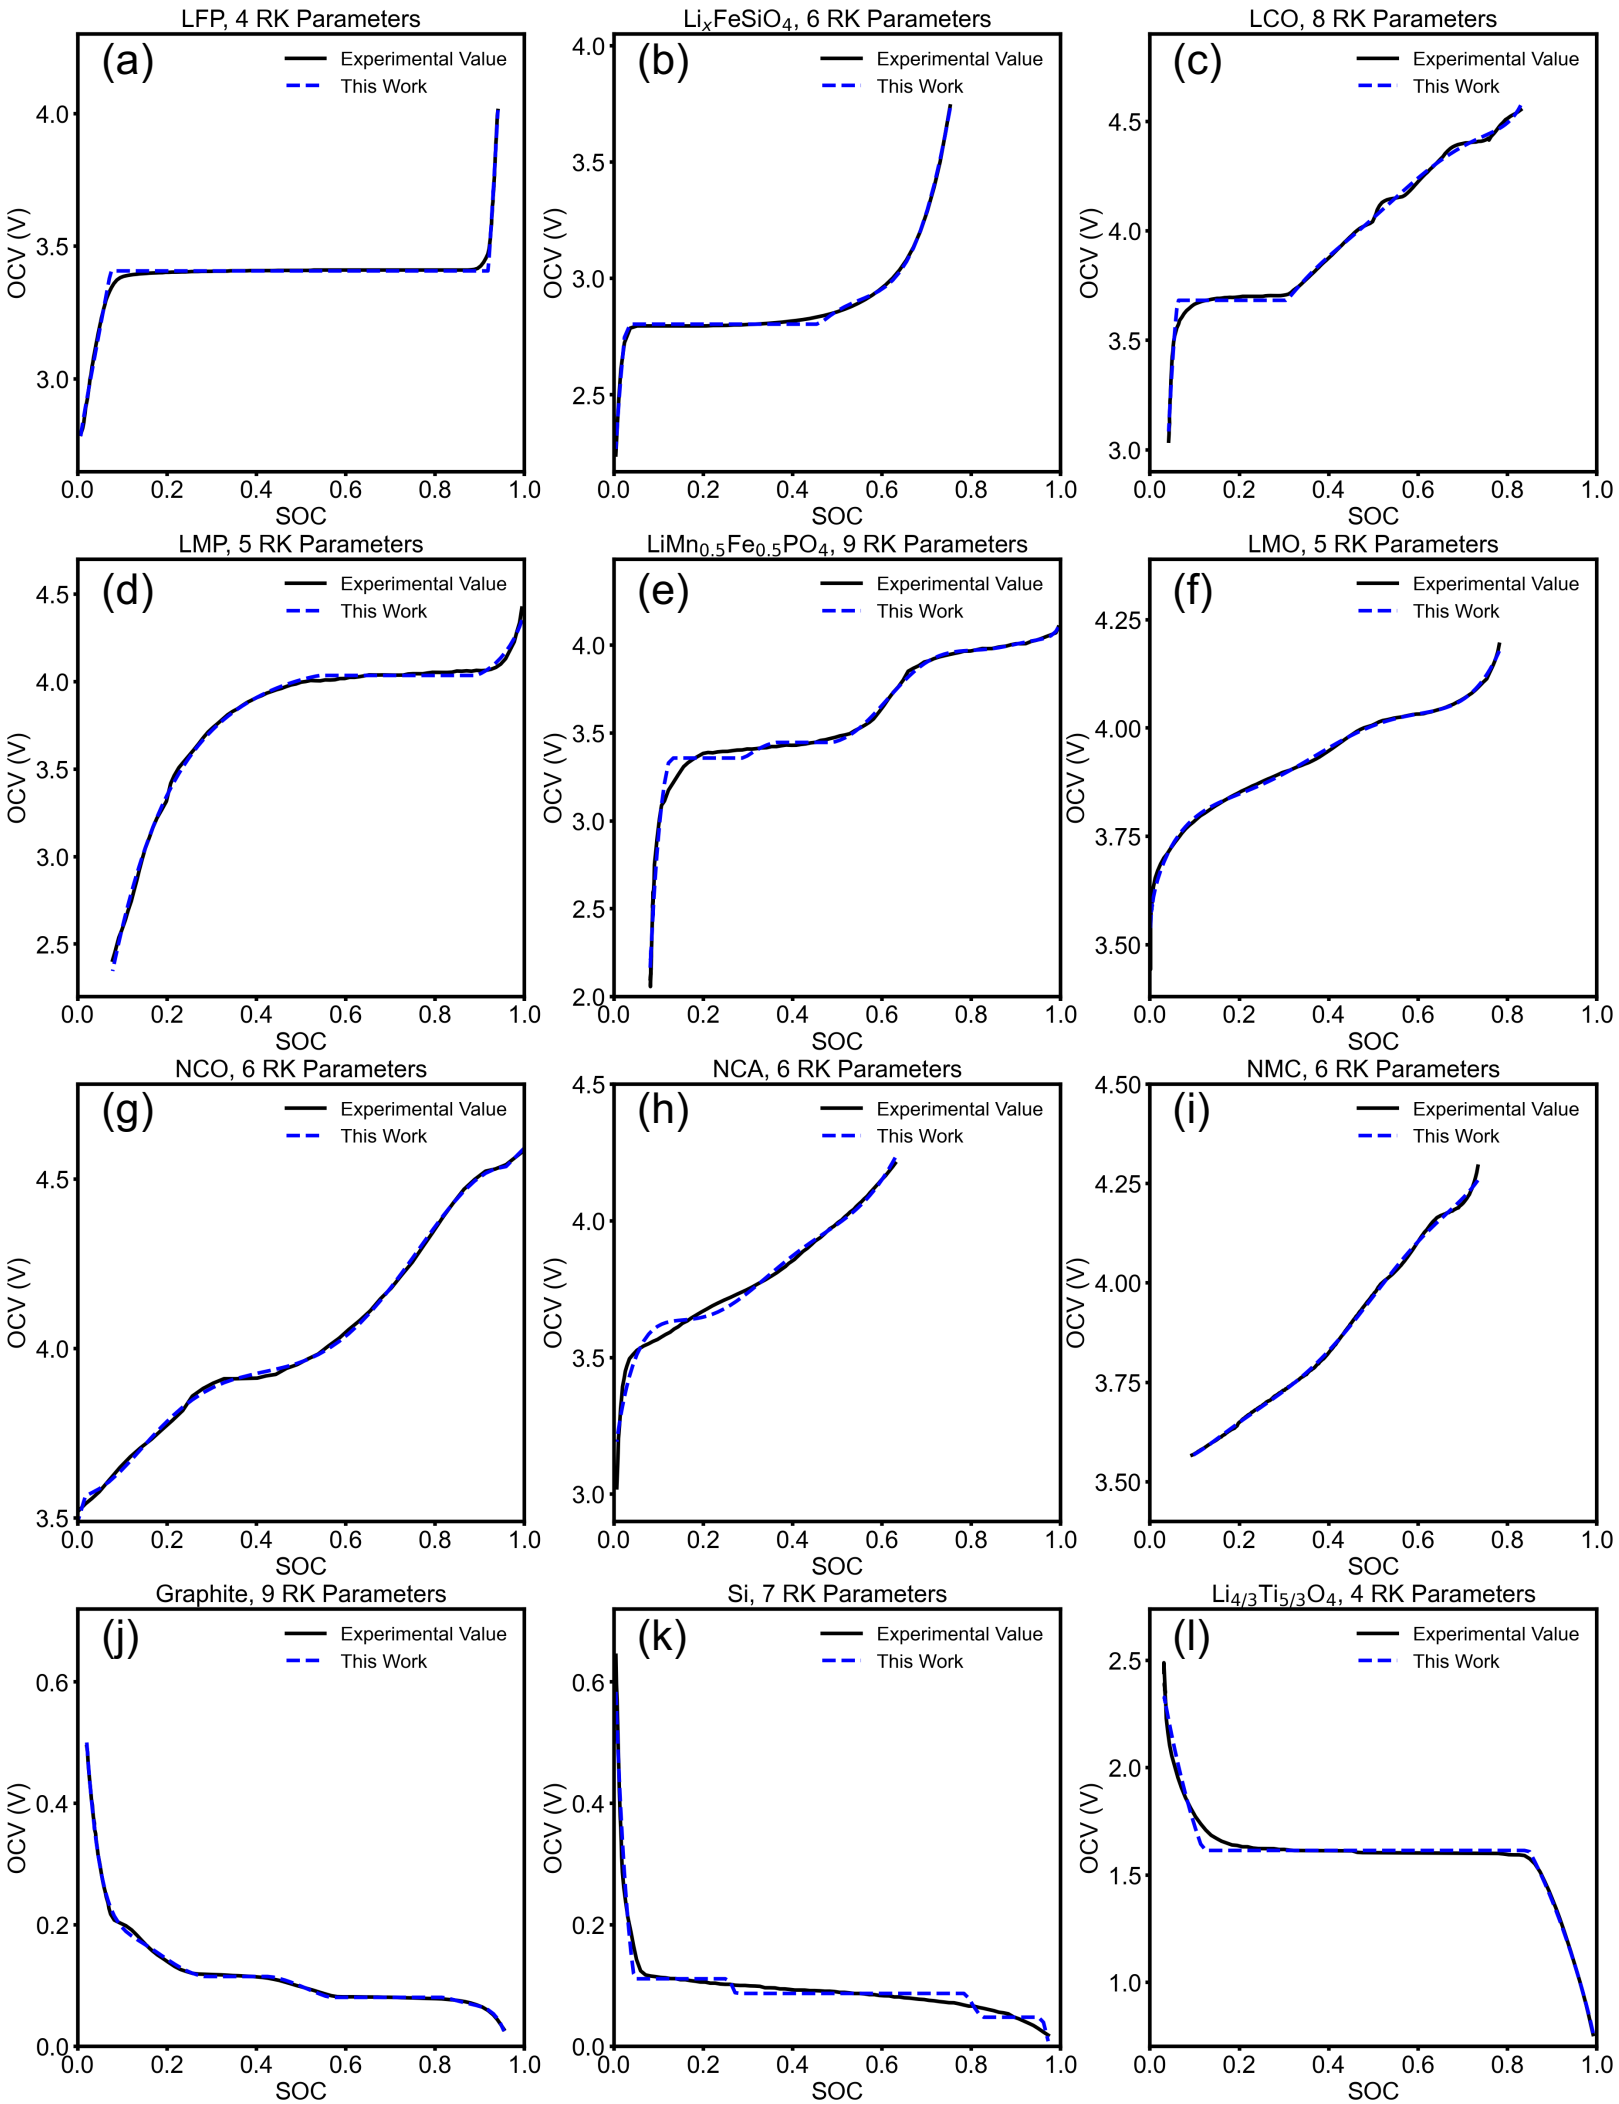 LFP, 4 RK Parameters
(a)
Experimental Value
This Work
4.0
3.5
3.0
OCV (V)
0.0 0.2 0.4 0.6 0.8 1.0
SOC
LiₓFeSiO₄, 6 RK Parameters
(b)
Experimental Value
This Work
4.0
3.5
3.0
2.5
OCV (V)
0.0 0.2 0.4 0.6 0.8 1.0
SOC
LCO, 8 RK Parameters
(c)
Experimental Value
This Work
4.5
4.0
3.5
3.0
OCV (V)
0.0 0.2 0.4 0.6 0.8 1.0
SOC
LMP, 5 RK Parameters
(d)
Experimental Value
This Work
4.5
4.0
3.5
3.0
2.5
OCV (V)
0.0 0.2 0.4 0.6 0.8 1.0
SOC
LiMn₀.₅Fe₀.₅PO₄, 9 RK Parameters
(e)
Experimental Value
This Work
4.0
3.5
3.0
2.5
2.0
OCV (V)
0.0 0.2 0.4 0.6 0.8 1.0
SOC
LMO, 5 RK Parameters
(f)
Experimental Value
This Work
4.25
4.00
3.75
3.50
OCV (V)
0.0 0.2 0.4 0.6 0.8 1.0
SOC
NCO, 6 RK Parameters
(g)
Experimental Value
This Work
4.5
4.0
3.5
OCV (V)
0.0 0.2 0.4 0.6 0.8 1.0
SOC
NCA, 6 RK Parameters
(h)
Experimental Value
This Work
4.5
4.0
3.5
3.0
OCV (V)
0.0 0.2 0.4 0.6 0.8 1.0
SOC
NMC, 6 RK Parameters
(i)
Experimental Value
This Work
4.50
4.25
4.00
3.75
3.50
OCV (V)
0.0 0.2 0.4 0.6 0.8 1.0
SOC
Graphite, 9 RK Parameters
(j)
Experimental Value
This Work
0.6
0.4
0.2
0.0
OCV (V)
0.0 0.2 0.4 0.6 0.8 1.0
SOC
Si, 7 RK Parameters
(k)
Experimental Value
This Work
0.6
0.4
0.2
0.0
OCV (V)
0.0 0.2 0.4 0.6 0.8 1.0
SOC
Li₄/₃Ti₅/₃O₄, 4 RK Parameters
(l)
Experimental Value
This Work
2.5
2.0
1.5
1.0
OCV (V)
0.0 0.2 0.4 0.6 0.8 1.0
SOC